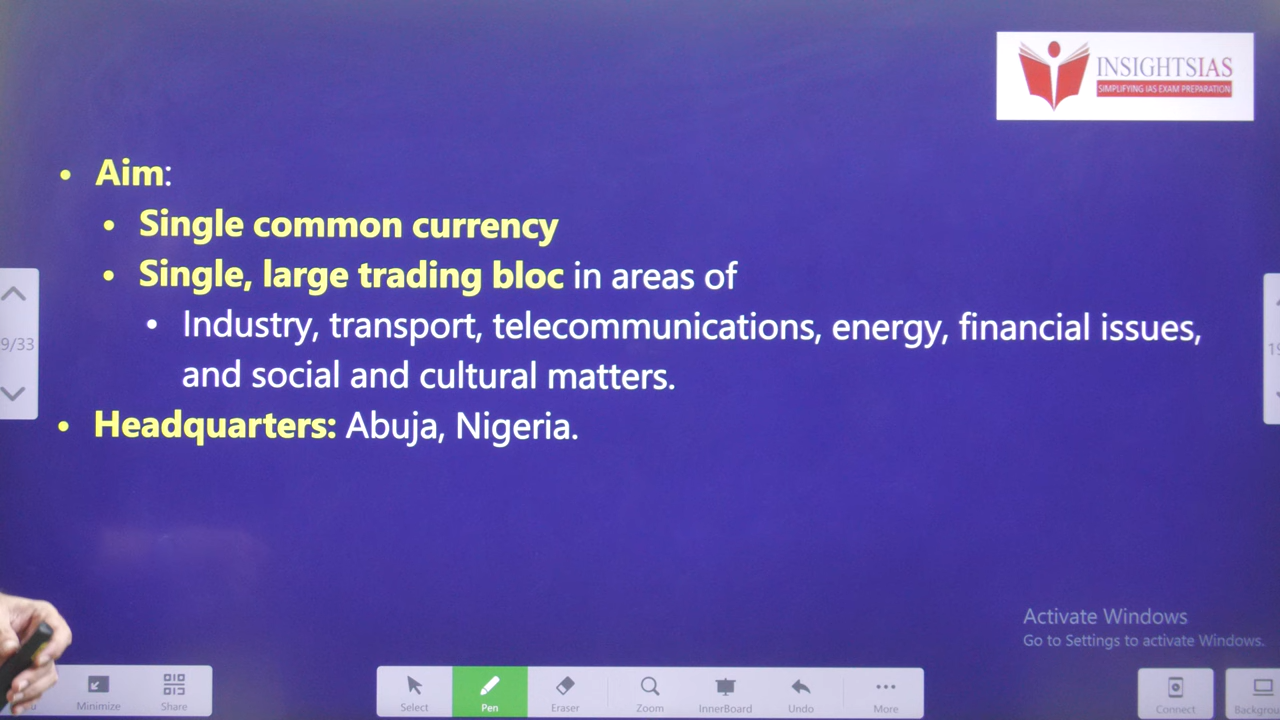 INSIGHTSIAS
SIMPLIFYING IAS EXAM PREPARATION
• Aim:
• Single common currency
• Single, large trading bloc in areas of
• Industry, transport, telecommunications, energy, financial issues,
and social and cultural matters.
• Headquarters: Abuja, Nigeria.
9/33
19
Activate Windows
Go to Settings to activate Windows.
Minimize
Share
Select
Pen
Eraser
Zoom
InnerBoard
Undo
More
Connect
Backgrou